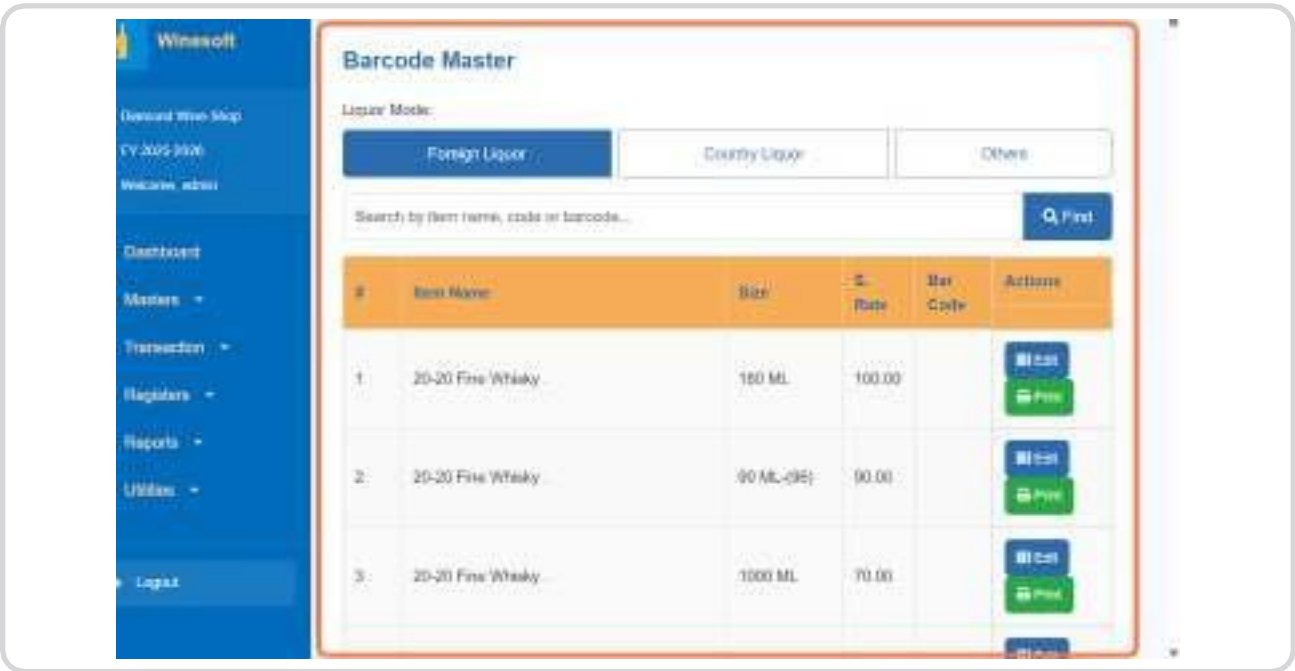 Winesoft
Diamond Wine Shop
FY 2025-2026
Welcome, admin
Dashboard
Masters
Transaction
Registers
Reports
Utilities
Logout
Barcode Master
Liquor Mode:
Foreign Liquor
Country Liquor
Others
Search by item name, code or barcode...
Find
# Item Name Size S. Rate Bar Code Actions
1 20-20 Fine Whisky 180 ML 100.00
Edit
Print
2 20-20 Fine Whisky 90 ML-(96) 90.00
Edit
Print
3 20-20 Fine Whisky 1000 ML 70.00
Edit
Print